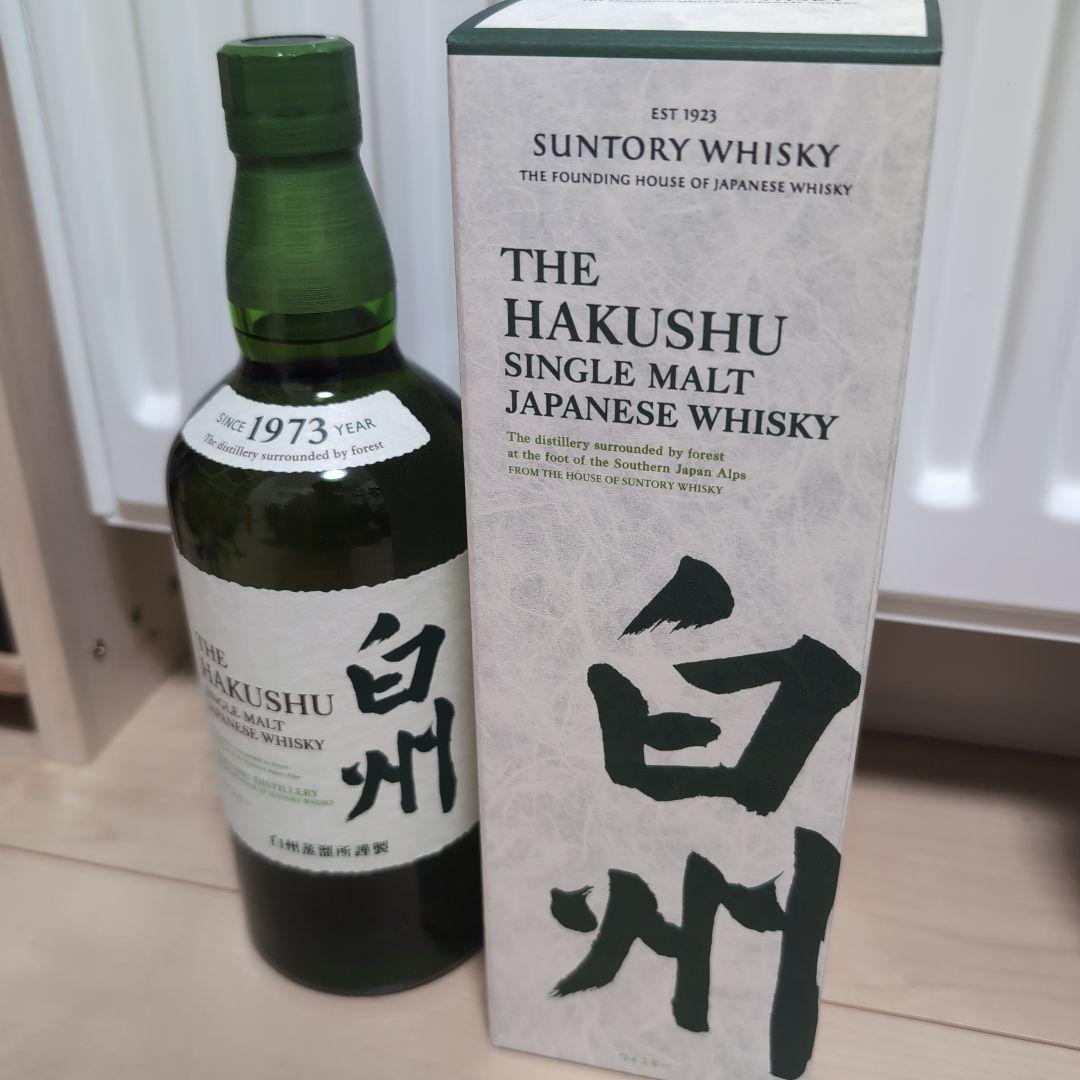 SINCE 1973 YEAR
The distillery surrounded by forest
THE
HAKUSHU
SINGLE MALT
JAPANESE WHISKY
白州
白州蒸溜所謹製
EST 1923
SUNTORY WHISKY
THE FOUNDING HOUSE OF JAPANESE WHISKY
THE
HAKUSHU
SINGLE MALT
JAPANESE WHISKY
The distillery surrounded by forest
at the foot of the Southern Japan Alps
FROM THE HOUSE OF SUNTORY WHISKY
白州
ウイスキー